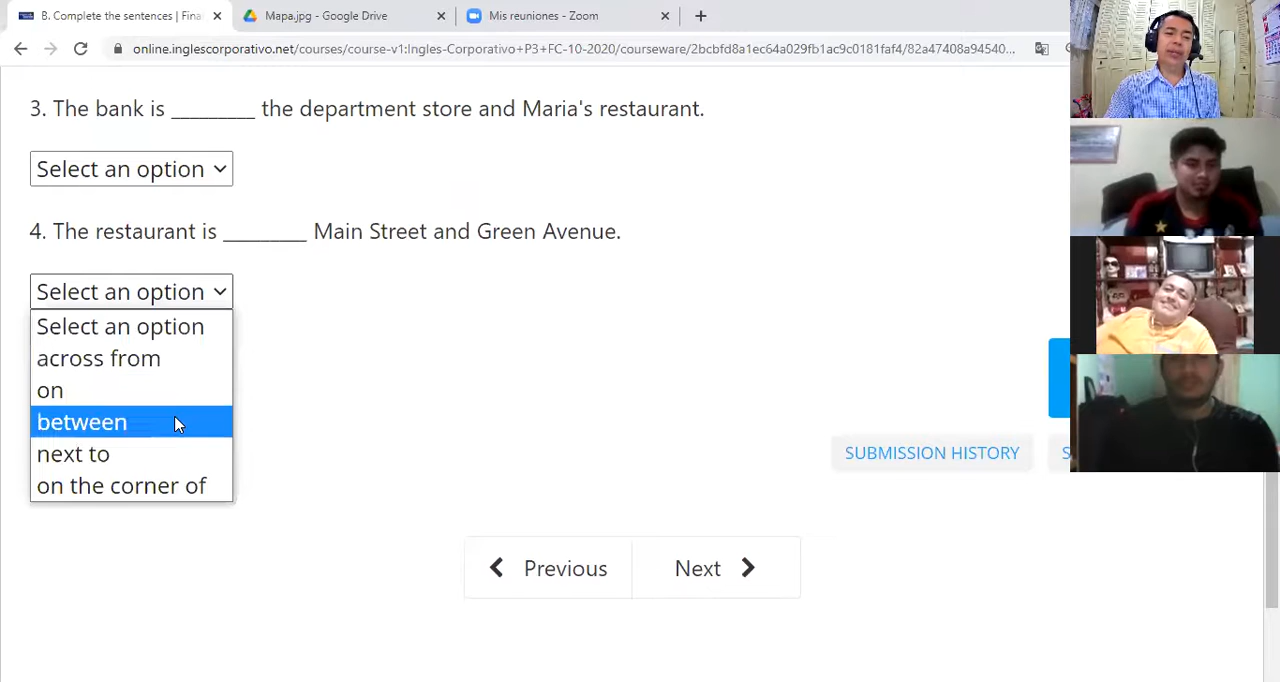 B. Complete the sentences | Fina
Mapa.jpg - Google Drive
Mis reuniones - Zoom
online.inglescorporativo.net/courses/course-v1:Ingles-Corporativo+P3+FC-10-2020/courseware/2bcbfd8a1ec64a029fb1ac9c0181faf4/82a47408a94540...
3. The bank is ________ the department store and Maria's restaurant.
Select an option
4. The restaurant is ________ Main Street and Green Avenue.
Select an option
Select an option
across from
on
between
next to
on the corner of
SUBMISSION HISTORY
S
Previous
Next